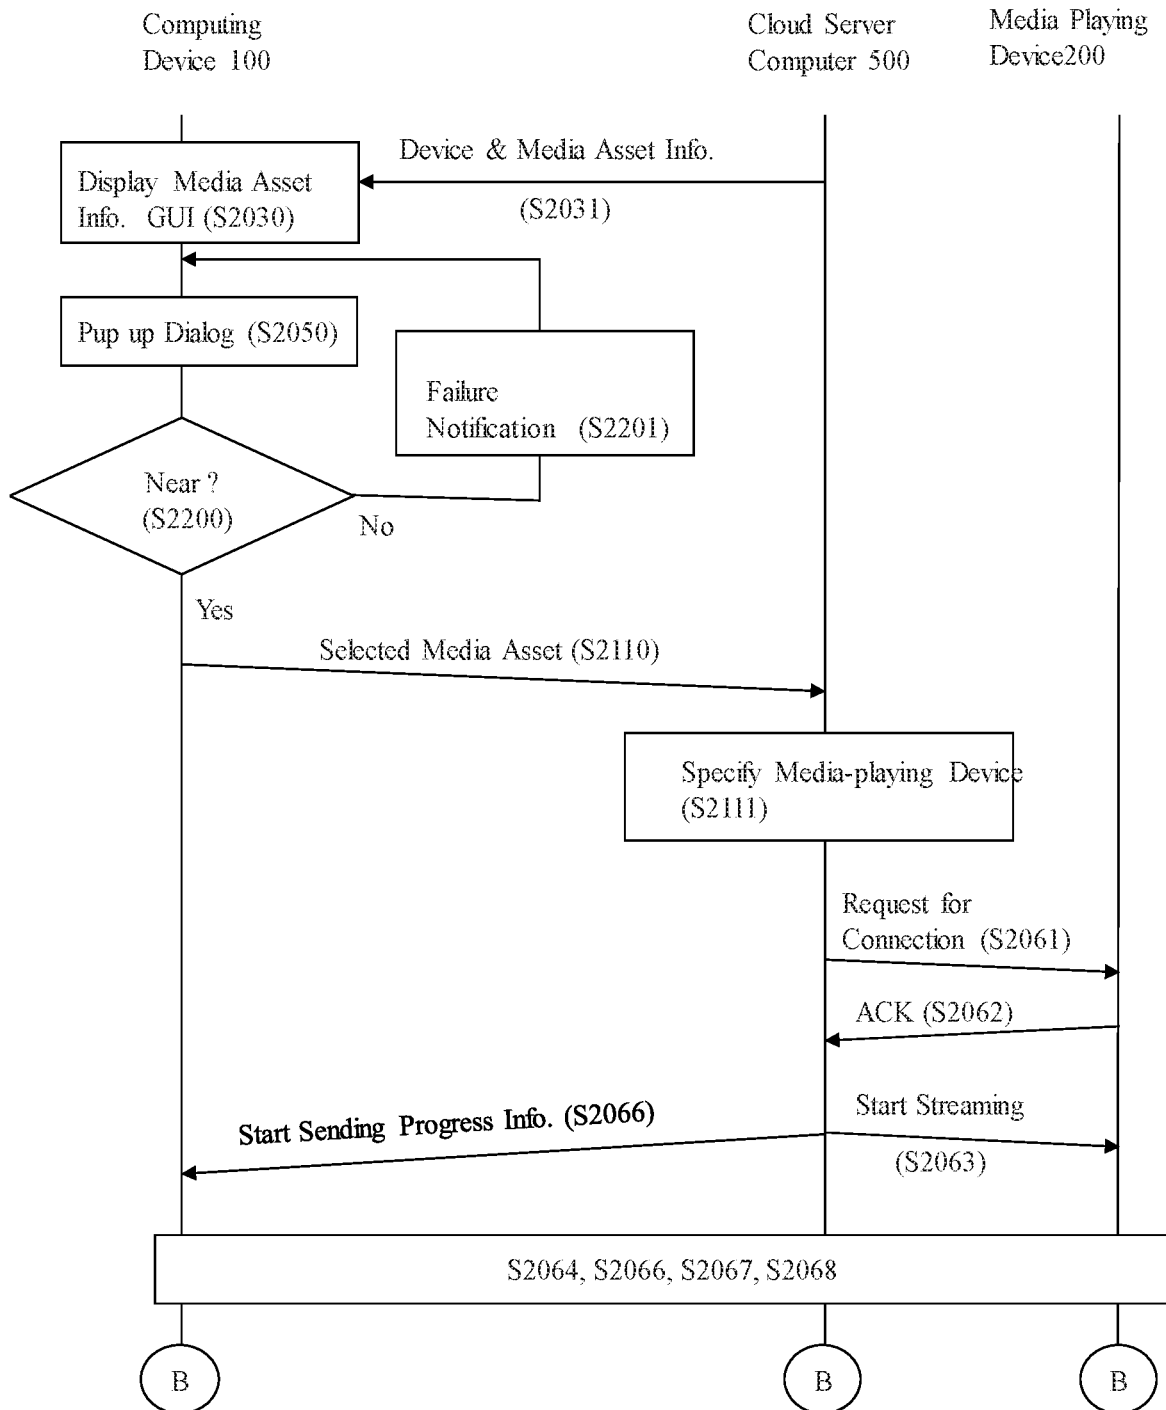 Computing
Device 100
Cloud Server
Computer 500
Media Playing
Device200
Device & Media Asset Info.
(S2031)
Display Media Asset
Info. GUI (S2030)
Pup up Dialog (S2050)
Failure
Notification (S2201)
Near ?
(S2200)
No
Yes
Selected Media Asset (S2110)
Specify Media-playing Device
(S2111)
Request for
Connection (S2061)
ACK (S2062)
Start Sending Progress Info. (S2066)
Start Streaming
(S2063)
S2064, S2066, S2067, S2068
B
B
B